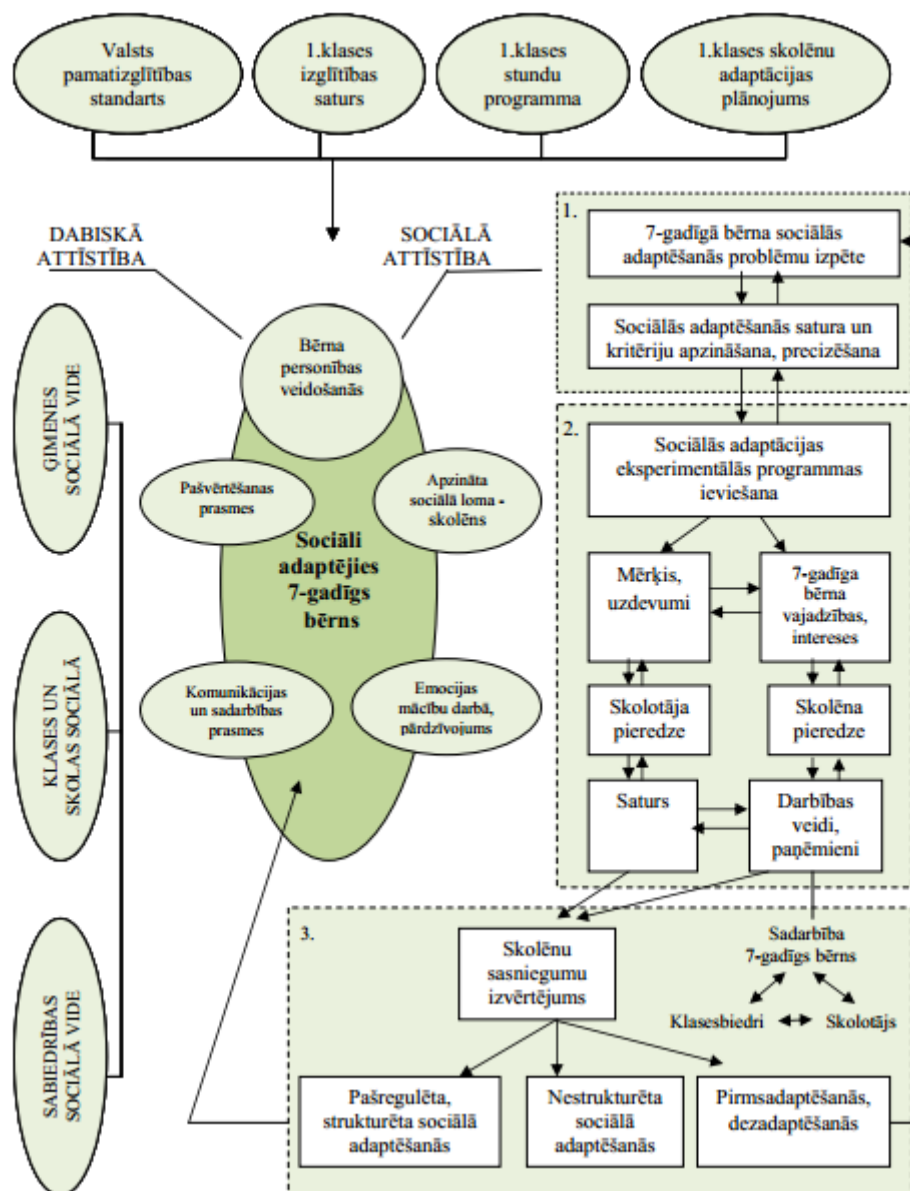 Valsts
pamatizglītības
standarts
1.klases
izglītības
saturs
1.klases
stundu
programma
1.klases skolēnu
adaptācijas
plānojums
DABISKĀ
ATTĪSTĪBA
SOCIĀLĀ
ATTĪSTĪBA
ĢIMENES
SOCIĀLĀ VIDE
KLASES UN
SKOLAS SOCIĀLĀ
SABIEDRĪBAS
SOCIĀLĀ VIDE
Bērna
personības
veidošanās
Pašvērtēšanas
prasmes
Apzināta
sociālā loma -
skolēns
Sociāli
adaptējies
7-gadīgs
bērns
Komunikācijas
un sadarbības
prasmes
Emocijas
mācību darbā,
pārdzīvojums
1.
7-gadīgā bērna sociālās
adaptēšanās problēmu izpēte
Sociālās adaptēšanās satura un
kritēriju apzināšana, precizēšana
2.
Sociālās adaptācijas
eksperimentālās programmas
ieviešana
Mērķis,
uzdevumi
7-gadīga
bērna
vajadzības,
intereses
Skolotāja
pieredze
Skolēna
pieredze
Saturs
Darbības
veidi,
paņēmieni
3.
Skolēnu
sasniegumu
izvērtējums
Sadarbība
7-gadīgs bērns
Klasesbiedri
Skolotājs
Pašregulēta,
strukturēta sociālā
adaptēšanās
Nestrukturēta
sociālā
adaptēšanās
Pirmsadaptēšanās,
dezadaptēšanās